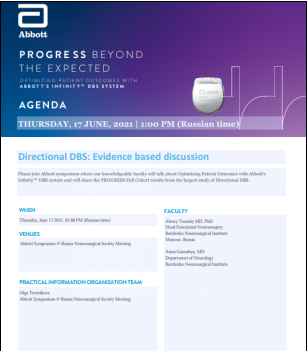 Abbott
PROGRESS BEYOND
THE EXPECTED
OPTIMIZING PATIENT OUTCOMES WITH
ABBOTT'S INFINITY™ DBS SYSTEM
AGENDA
THURSDAY, 17 JUNE, 2021 | 1:00 PM (Russian time)
Directional DBS: Evidence based discussion
Please join Abbott symposium where our knowledgeable faculty will talk about Optimizing Patient Outcomes with Abbott's
Infinity™ DBS system and will share the PROGRESS Full Cohort results from the largest study of Directional DBS.
WHEN
Thursday, June 17 2021, 01:00 PM (Russian time)
VENUES
Abbott Symposium @ Russia Neurosurgical Society Meeting
PRACTICAL INFORMATION ORGANIZATION TEAM
Olga Tretiakova
Abbott Symposium @ Russia Neurosurgical Society Meeting
FACULTY
Alexey Tomskiy MD, PhD
Head Functional Neurosurgery
Burdenko Neurosurgical Institute
Moscow, Russia
Anna Gamaleya, MD
Department of Neurology
Burdenko Neurosurgical Institute